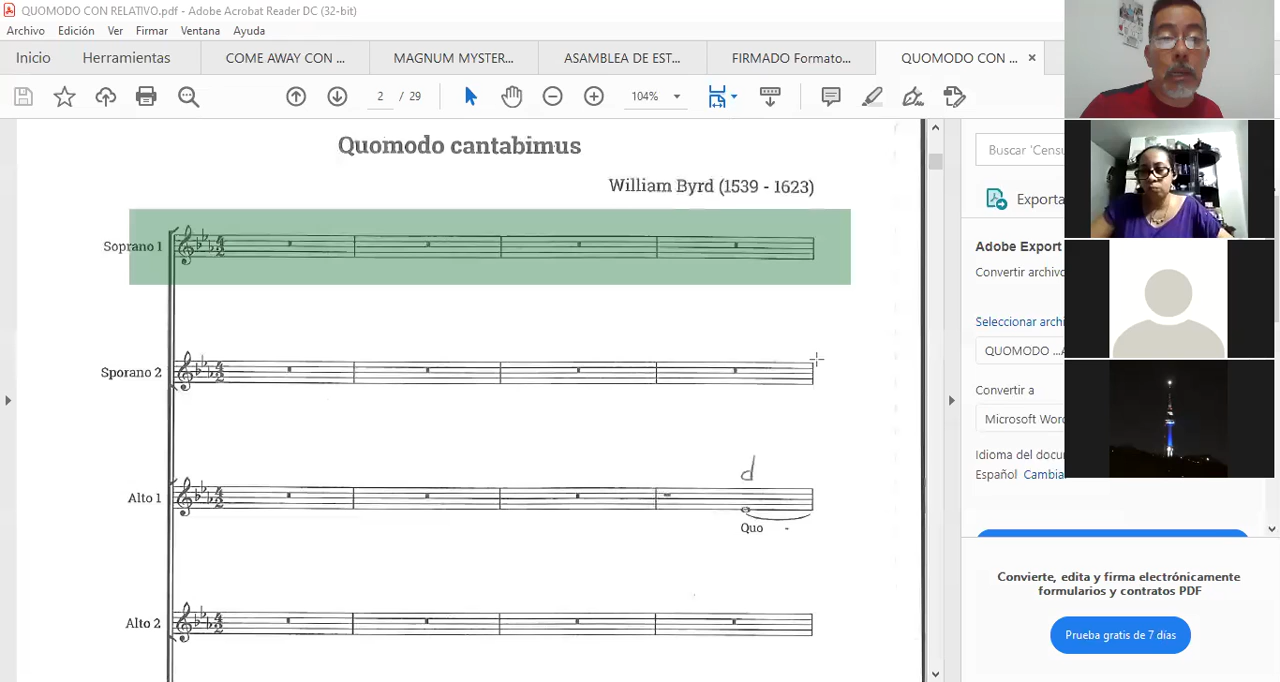 QUOMODO CON RELATIVO.pdf - Adobe Acrobat Reader DC (32-bit)
Archivo Edición Ver Firmar Ventana Ayuda
Inicio Herramientas COME AWAY CON ... MAGNUM MYSTER... ASAMBLEA DE EST... FIRMADO Formato... QUOMODO CON ...
2 / 29 104%
Quomodo cantabimus
William Byrd (1539 - 1623)
Soprano 1
Sporano 2
Alto 1
d
Quo -
Alto 2
Buscar 'Censu
Exporta
Adobe Export
Convertir archivo
Seleccionar archi
QUOMODO ...A
Convertir a
Microsoft Word
Idioma del docu
Español Cambia
Convierte, edita y firma electrónicamente
formularios y contratos PDF
Prueba gratis de 7 días